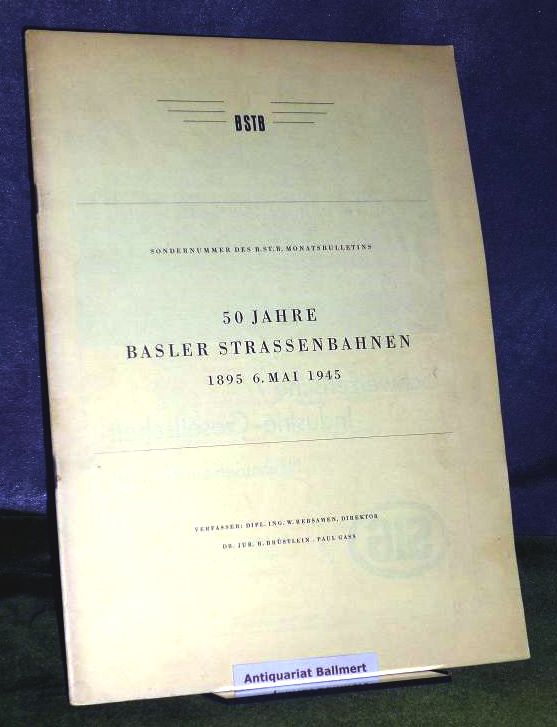 BSTB
SONDERNUMMER DES B.ST.B. MONATSBULLETINS
50 JAHRE
BASLER STRASSENBAHNEN
1895 6. MAI 1945
VERFASSER: DIPL. ING. W. REBSAMEN, DIREKTOR
DR. JUR. R. BRÜSTLEIN . PAUL GASS
Antiquariat Ballmert